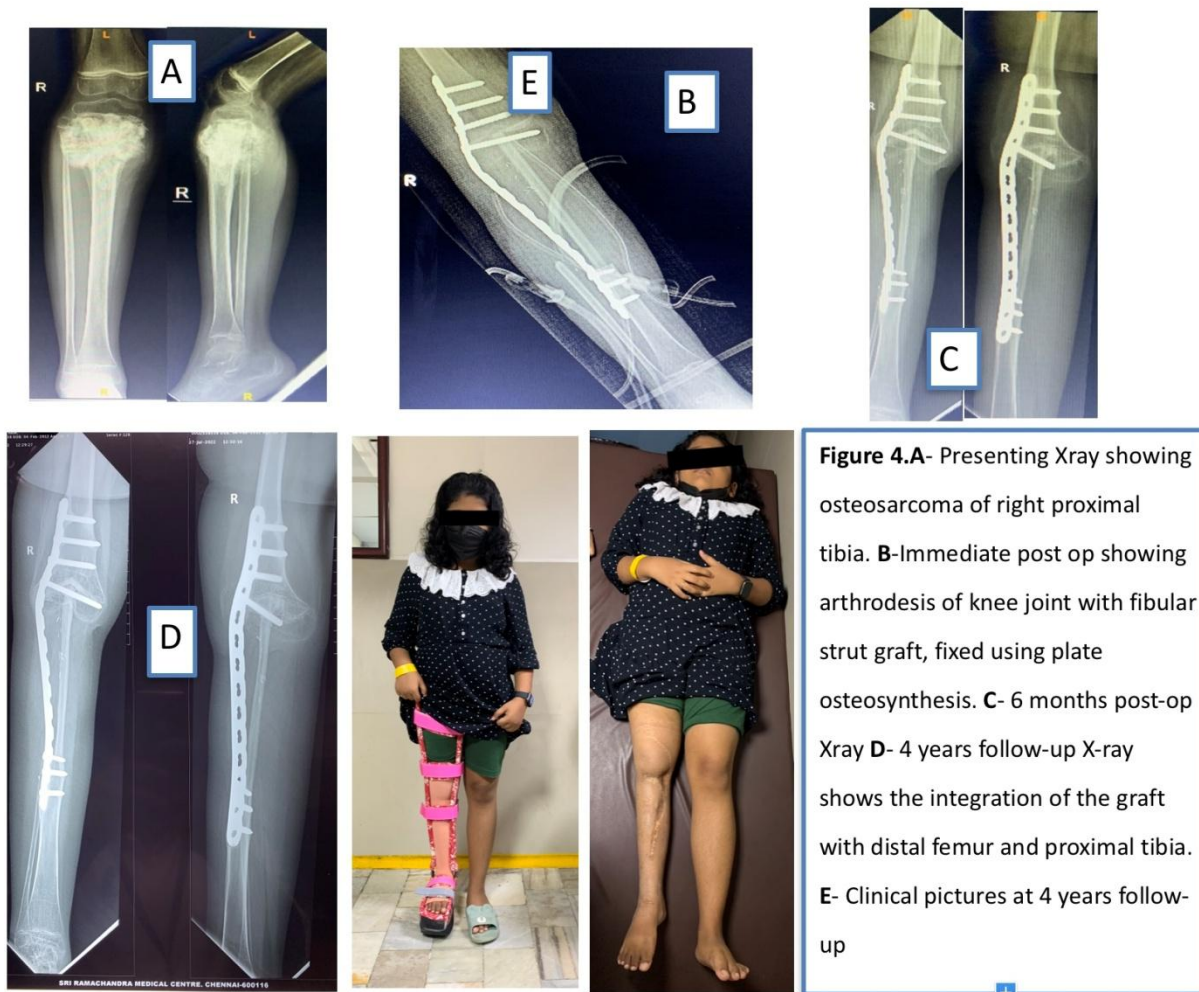 L
L
A
R
R
R
R
E
B
R
R
R
C
R
R
D
SRI RAMACHANDRA MEDICAL CENTRE. CHENNAI-600116
Figure 4.A- Presenting Xray showing
osteosarcoma of right proximal
tibia. B-Immediate post op showing
arthrodesis of knee joint with fibular
strut graft, fixed using plate
osteosynthesis. C- 6 months post-op
Xray D- 4 years follow-up X-ray
shows the integration of the graft
with distal femur and proximal tibia.
E- Clinical pictures at 4 years follow-
up